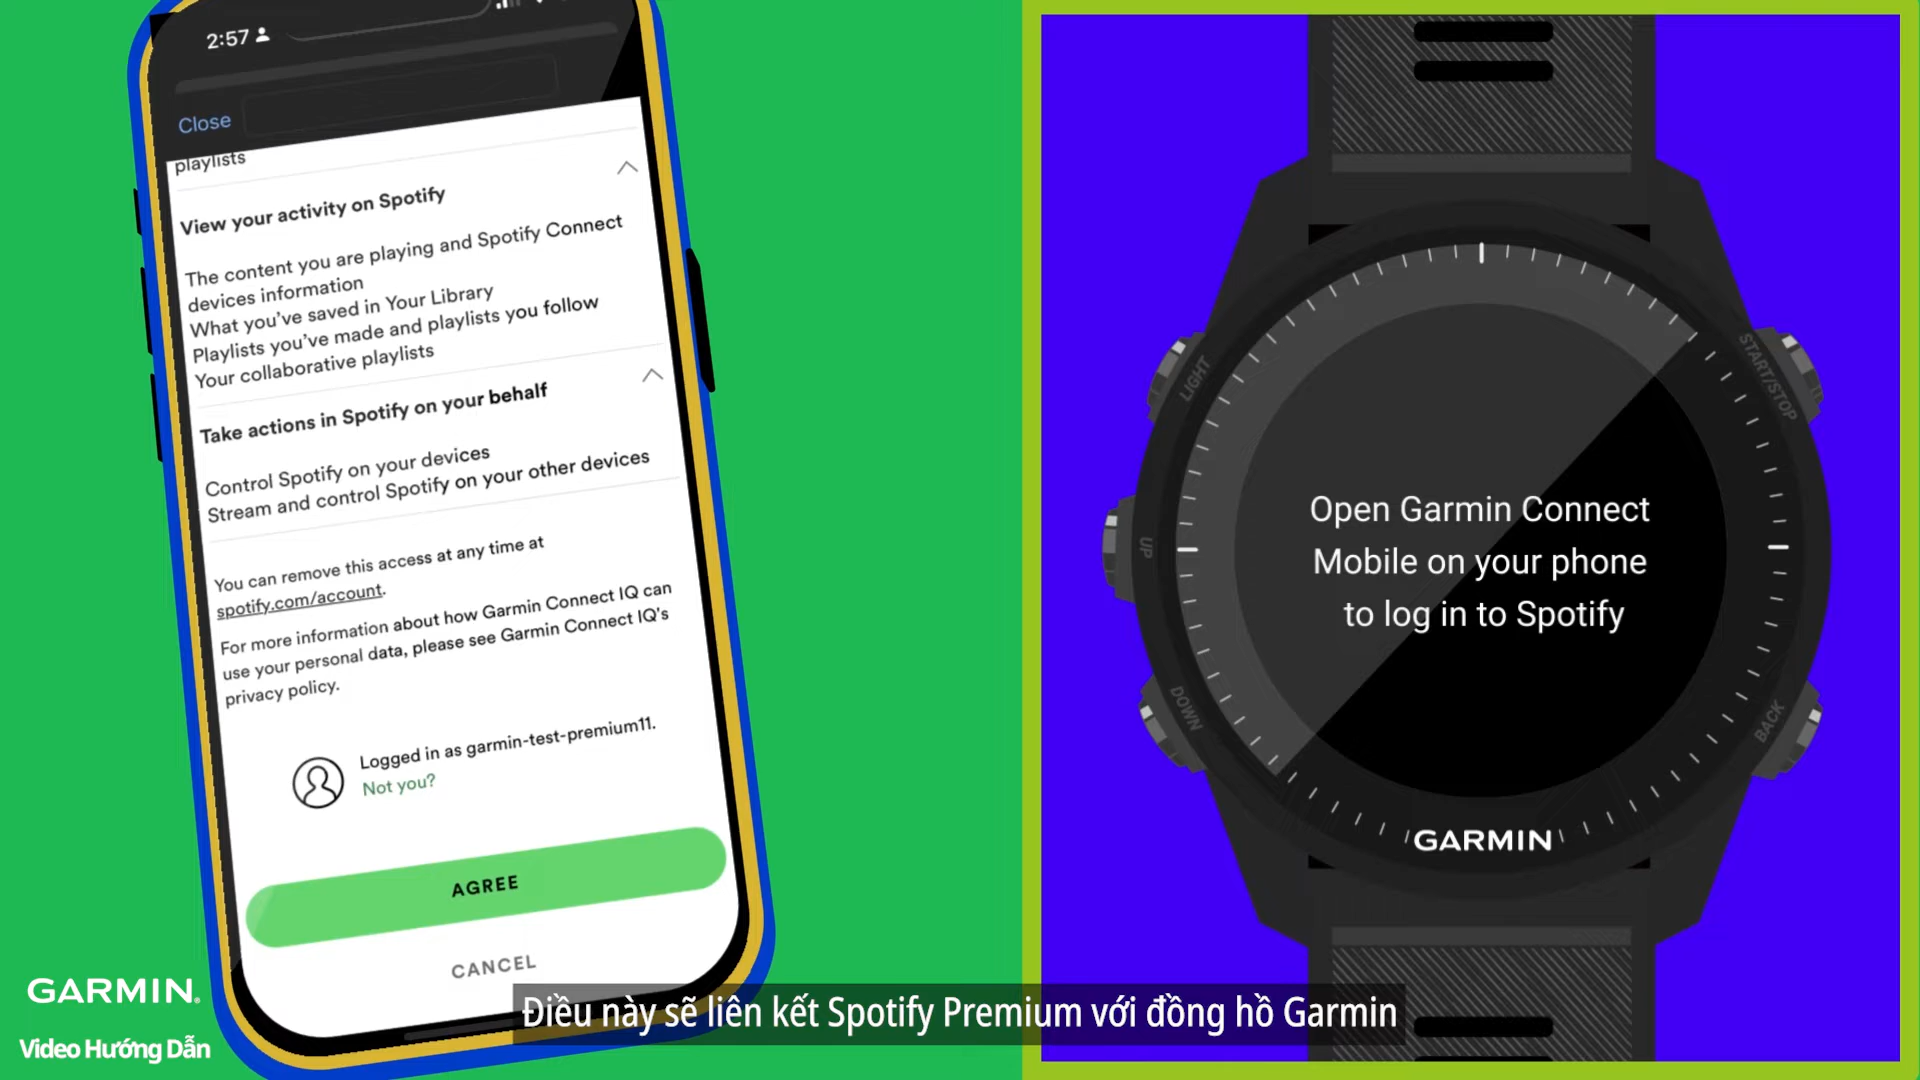 2:57
Close
playlists
View your activity on Spotify
The content you are playing and Spotify Connect
devices information
What you've saved in Your Library
Playlists you've made and playlists you follow
Your collaborative playlists
Take actions in Spotify on your behalf
Control Spotify on your devices
Stream and control Spotify on your other devices
You can remove this access at any time at
spotify.com/account.
For more information about how Garmin Connect IQ can
use your personal data, please see Garmin Connect IQ's
privacy policy.
Logged in as garmin-test-premium11.
Not you?
AGREE
CANCEL
LIGHT
START/STOP
UP
DOWN
BACK
Open Garmin Connect
Mobile on your phone
to log in to Spotify
GARMIN
GARMIN®
Video Hướng Dẫn
Điều này sẽ liên kết Spotify Premium với đồng hồ Garmin